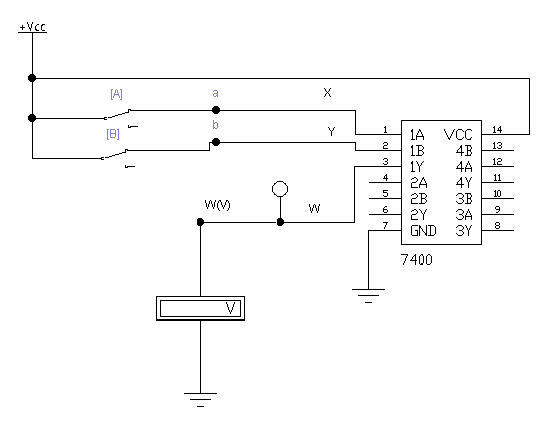 +Vcc
[A] a X
[B] b Y
1 1A VCC 14
2 1B 4B 13
3 1Y 4A 12
4 2A 4Y 11
5 2B 3B 10
6 2Y 3A 9
7 GND 3Y 8
7400
W(V) W
V